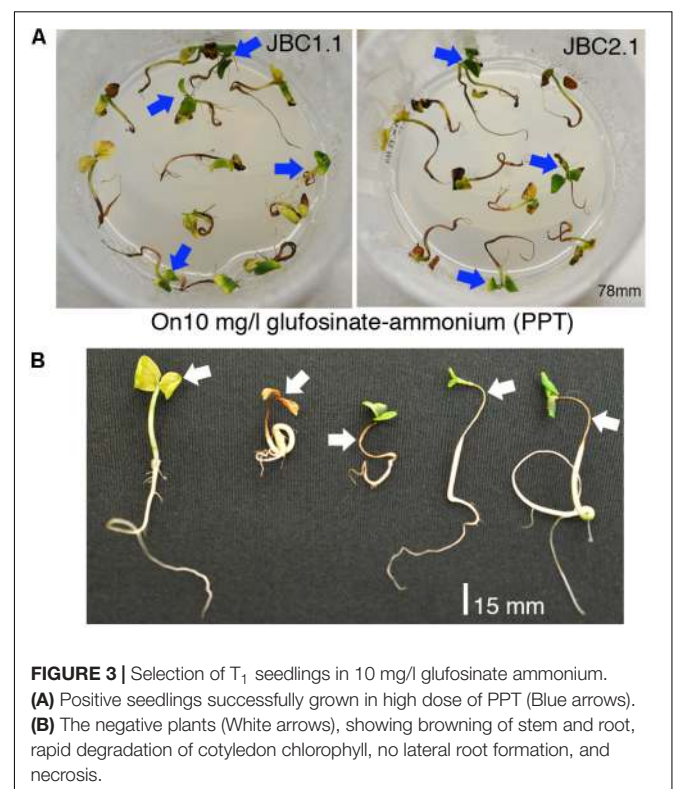 A
JBC1.1
JBC2.1
78mm
On10 mg/l glufosinate-ammonium (PPT)
B
15 mm
FIGURE 3 | Selection of T1 seedlings in 10 mg/l glufosinate ammonium.
(A) Positive seedlings successfully grown in high dose of PPT (Blue arrows).
(B) The negative plants (White arrows), showing browning of stem and root,
rapid degradation of cotyledon chlorophyll, no lateral root formation, and
necrosis.